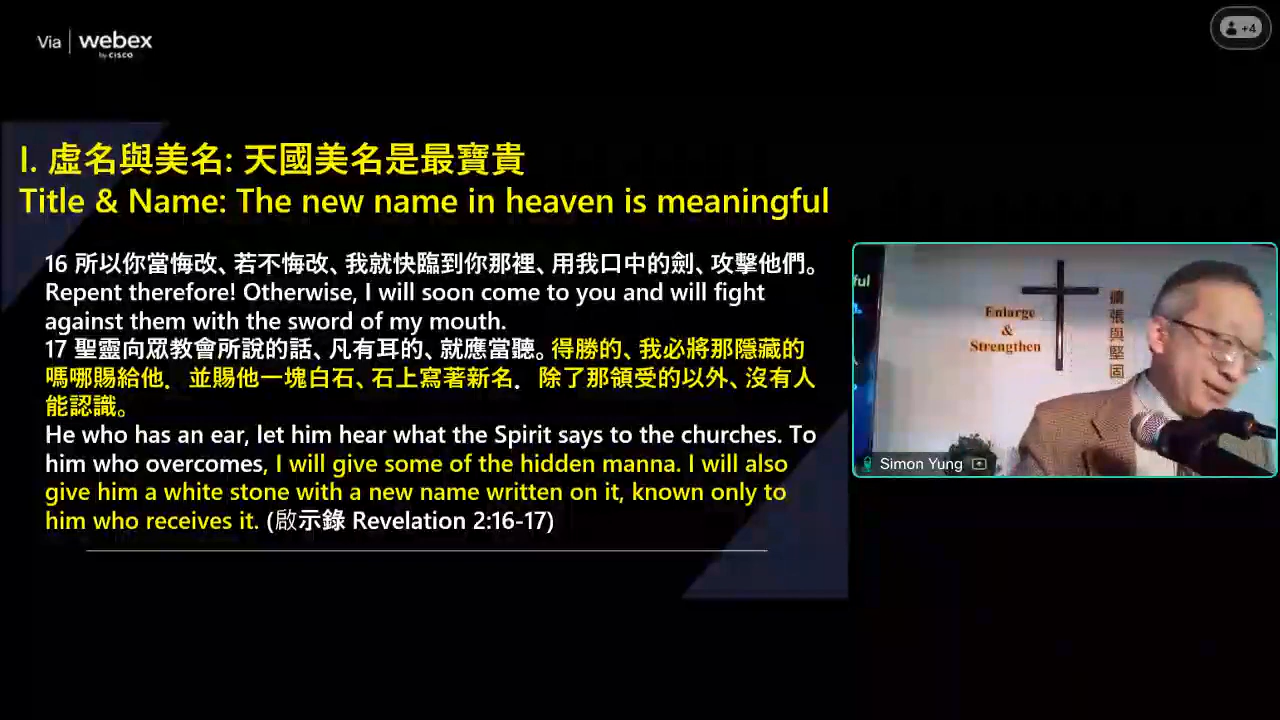 Via webex
by CISCO
+4
I. 虛名與美名: 天國美名是最寶貴
Title & Name: The new name in heaven is meaningful
16 所以你當悔改、若不悔改、我就快臨到你那裡、用我口中的劍、攻擊他們。
Repent therefore! Otherwise, I will soon come to you and will fight
against them with the sword of my mouth.
17 聖靈向眾教會所說的話、凡有耳的、就應當聽。得勝的、我必將那隱藏的
嗎哪賜給他．並賜他一塊白石、石上寫著新名．除了那領受的以外、沒有人
能認識。
He who has an ear, let him hear what the Spirit says to the churches. To
him who overcomes, I will give some of the hidden manna. I will also
give him a white stone with a new name written on it, known only to
him who receives it. (啟示錄 Revelation 2:16-17)
ful
Enlarge
&
Strengthen
擴張與堅固
Simon Yung